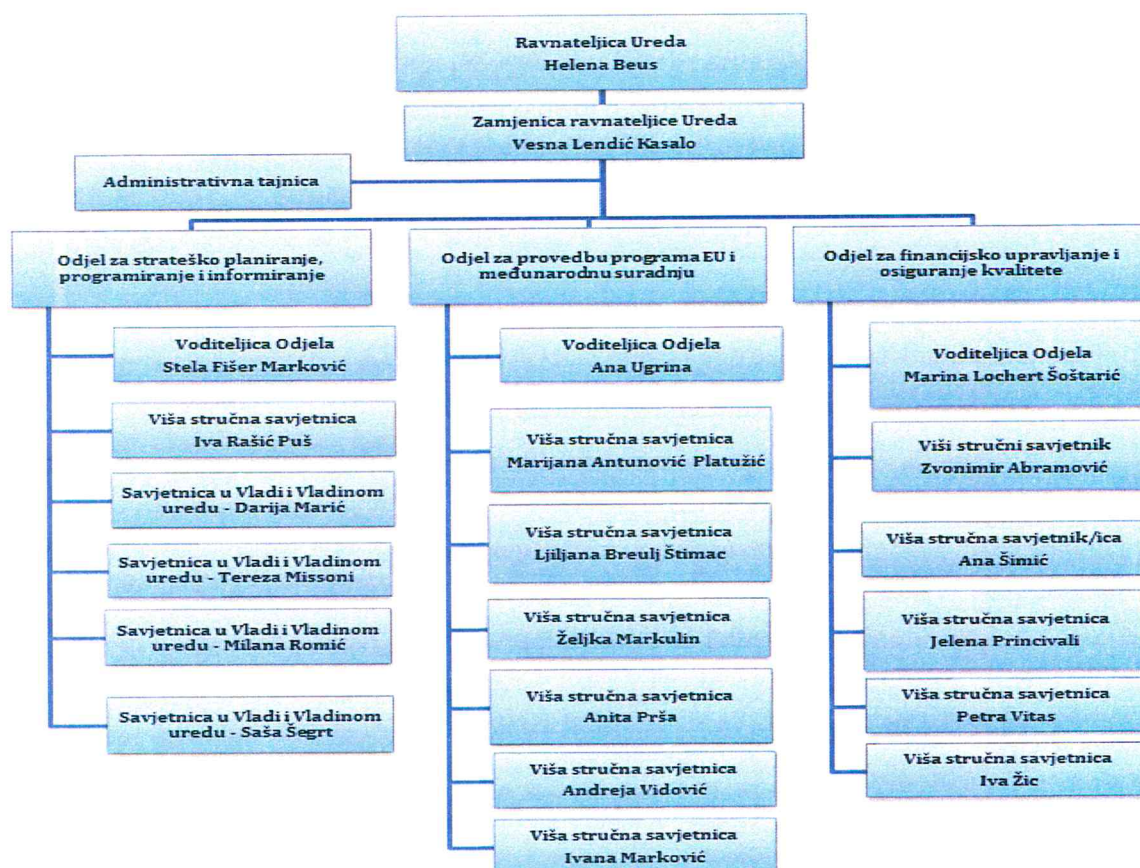 Ravnateljica Ureda
Helena Beus
Zamjenica ravnateljice Ureda
Vesna Lendić Kasalo
Administrativna tajnica
Odjel za strateško planiranje,
programiranje i informiranje
Voditeljica Odjela
Stela Fišer Marković
Viša stručna savjetnica
Iva Rašić Puš
Savjetnica u Vladi i Vladinom
uredu - Darija Marić
Savjetnica u Vladi i Vladinom
uredu - Tereza Missoni
Savjetnica u Vladi i Vladinom
uredu - Milana Romić
Savjetnica u Vladi i Vladinom
uredu - Saša Šegrt
Odjel za provedbu programa EU i
međunarodnu suradnju
Voditeljica Odjela
Ana Ugrina
Viša stručna savjetnica
Marijana Antunović Platužić
Viša stručna savjetnica
Ljiljana Breulj Štimac
Viša stručna savjetnica
Željka Markulin
Viša stručna savjetnica
Anita Prša
Viša stručna savjetnica
Andreja Vidović
Viša stručna savjetnica
Ivana Marković
Odjel za financijsko upravljanje i
osiguranje kvalitete
Voditeljica Odjela
Marina Lochert Šoštarić
Viši stručni savjetnik
Zvonimir Abramović
Viša stručna savjetnik/ica
Ana Šimić
Viša stručna savjetnica
Jelena Princivali
Viša stručna savjetnica
Petra Vitas
Viša stručna savjetnica
Iva Žic